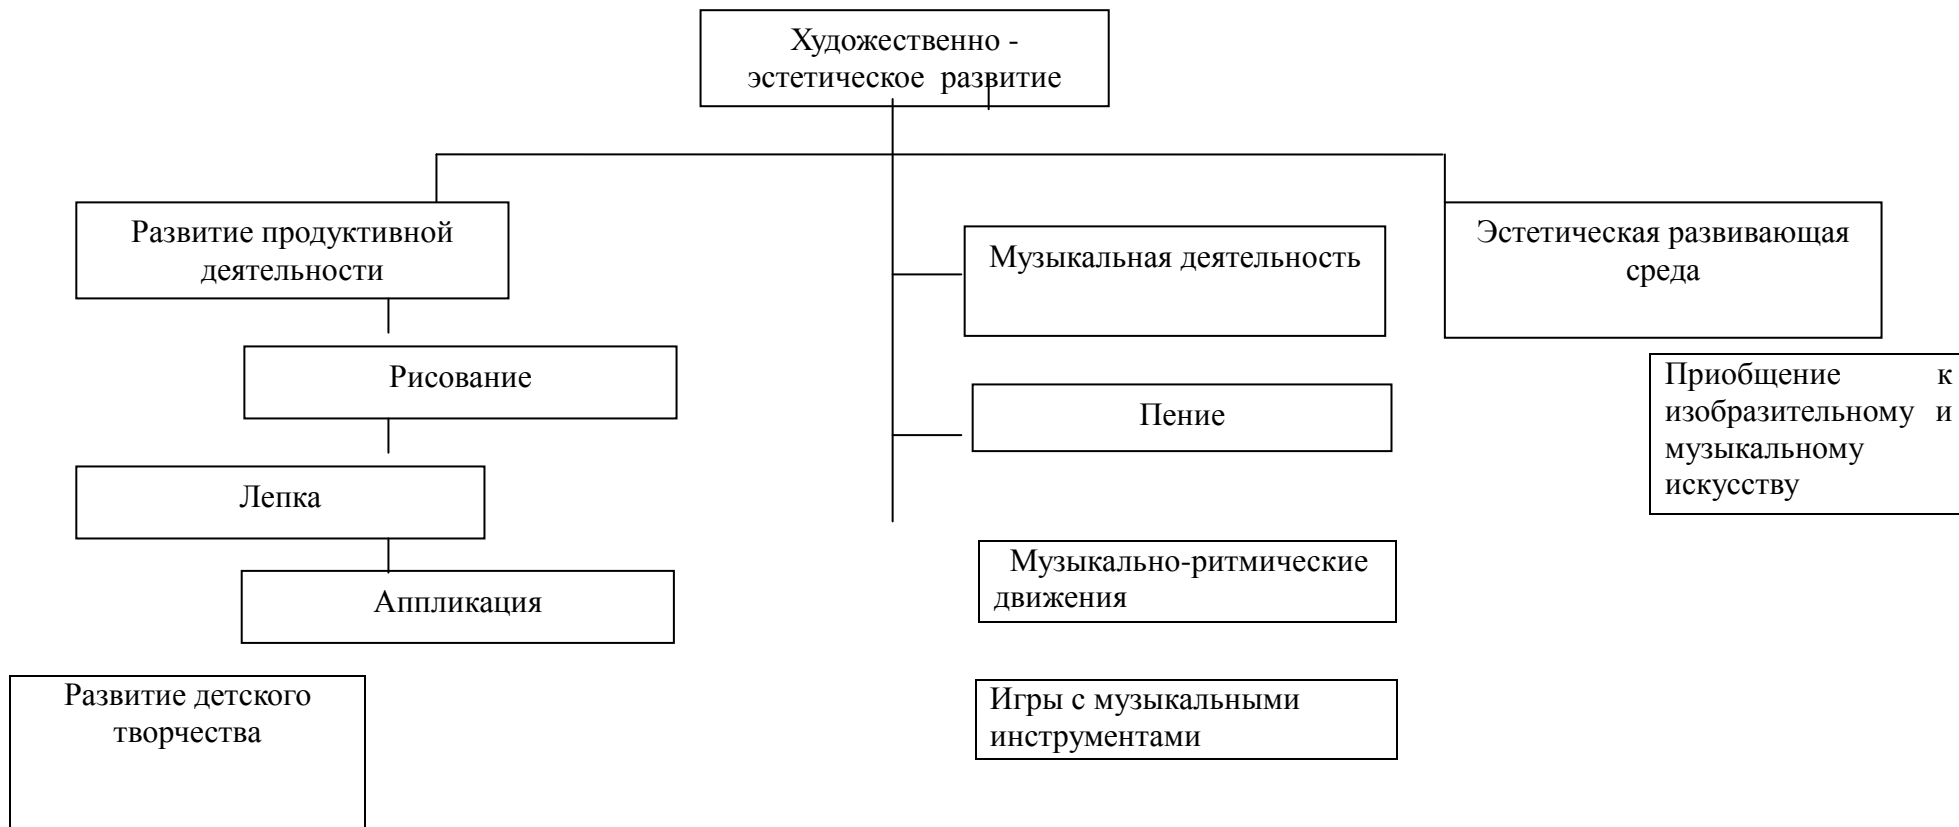 Художественно -
эстетическое развитие
Развитие продуктивной
деятельности
Музыкальная деятельность
Эстетическая развивающая
среда
Рисование
Пение
Приобщение к
изобразительному и
музыкальному
искусству
Лепка
Музыкально-ритмические
движения
Аппликация
Развитие детского
творчества
Игры с музыкальными
инструментами